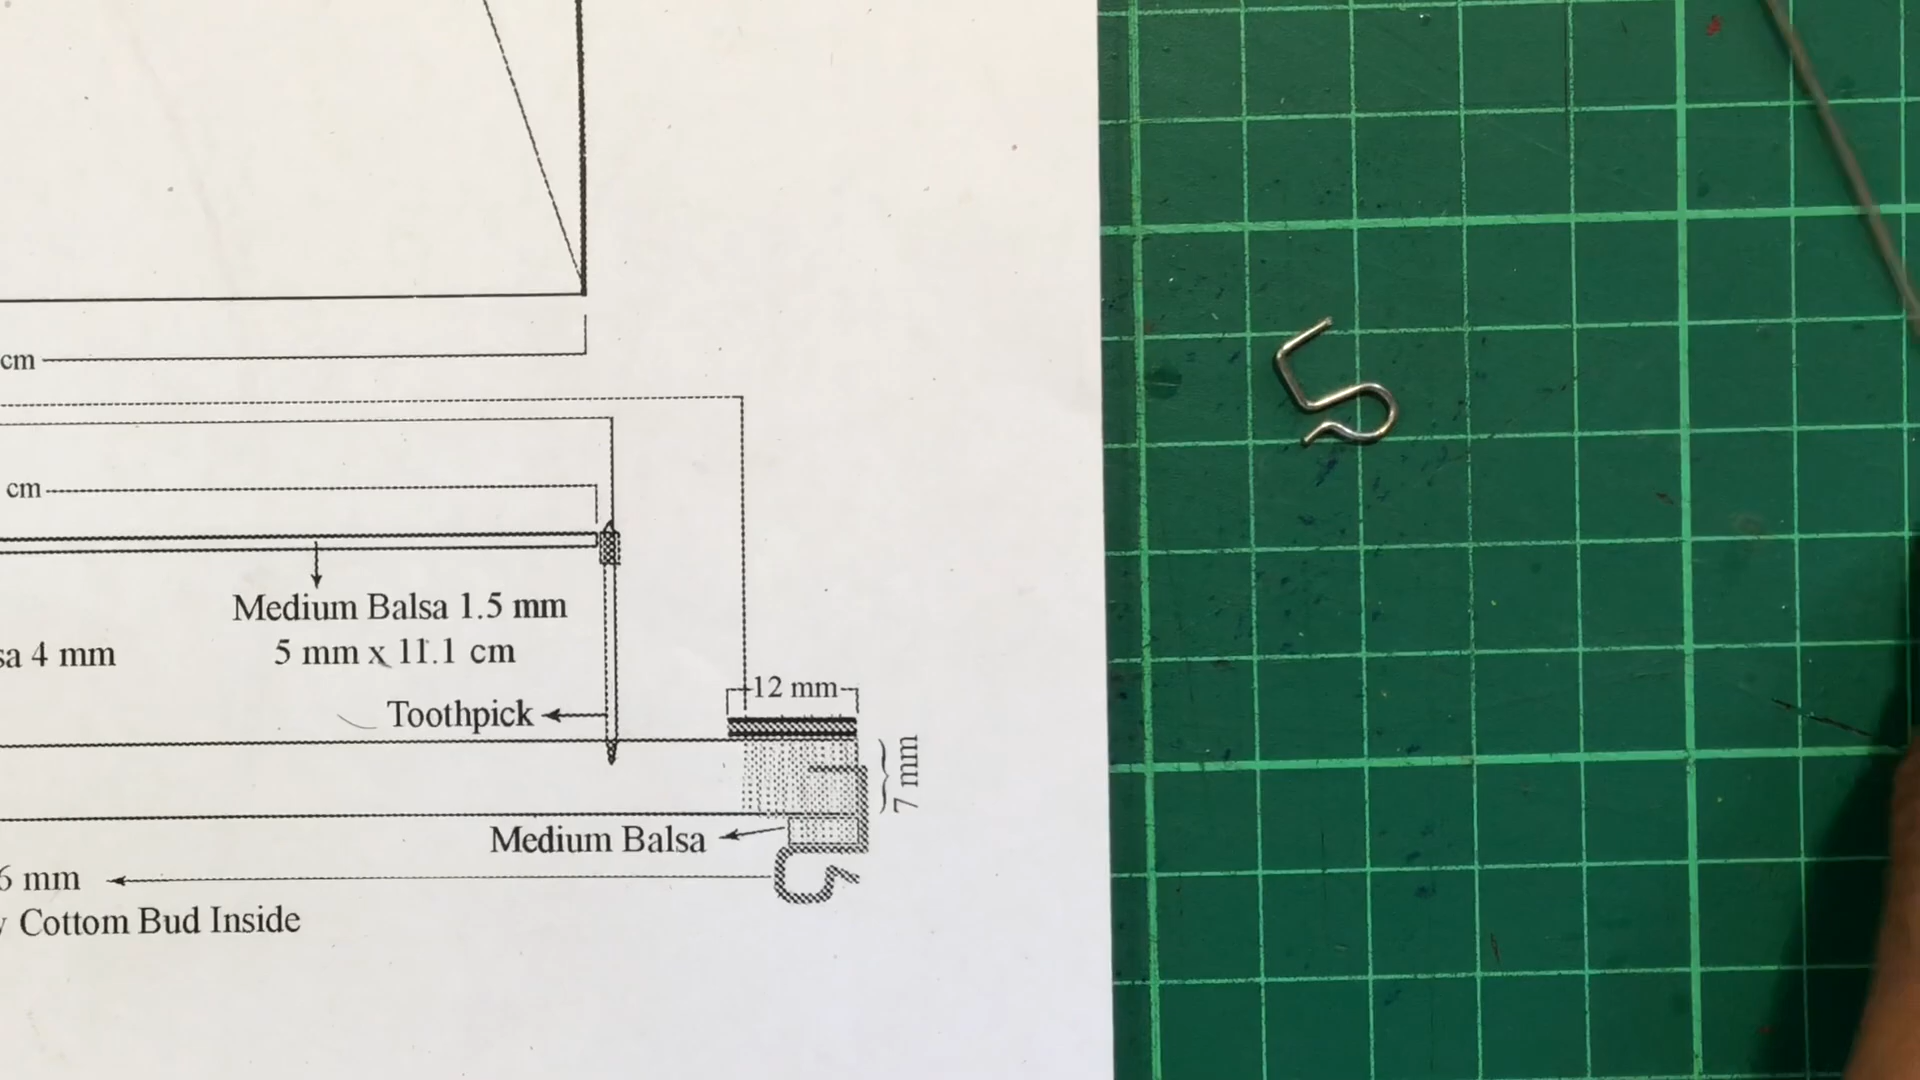 cm
cm
Medium Balsa 1.5 mm
5 mm x 11.1 cm
4 mm
12 mm
Toothpick
7 mm
Medium Balsa
6 mm
Cottom Bud Inside